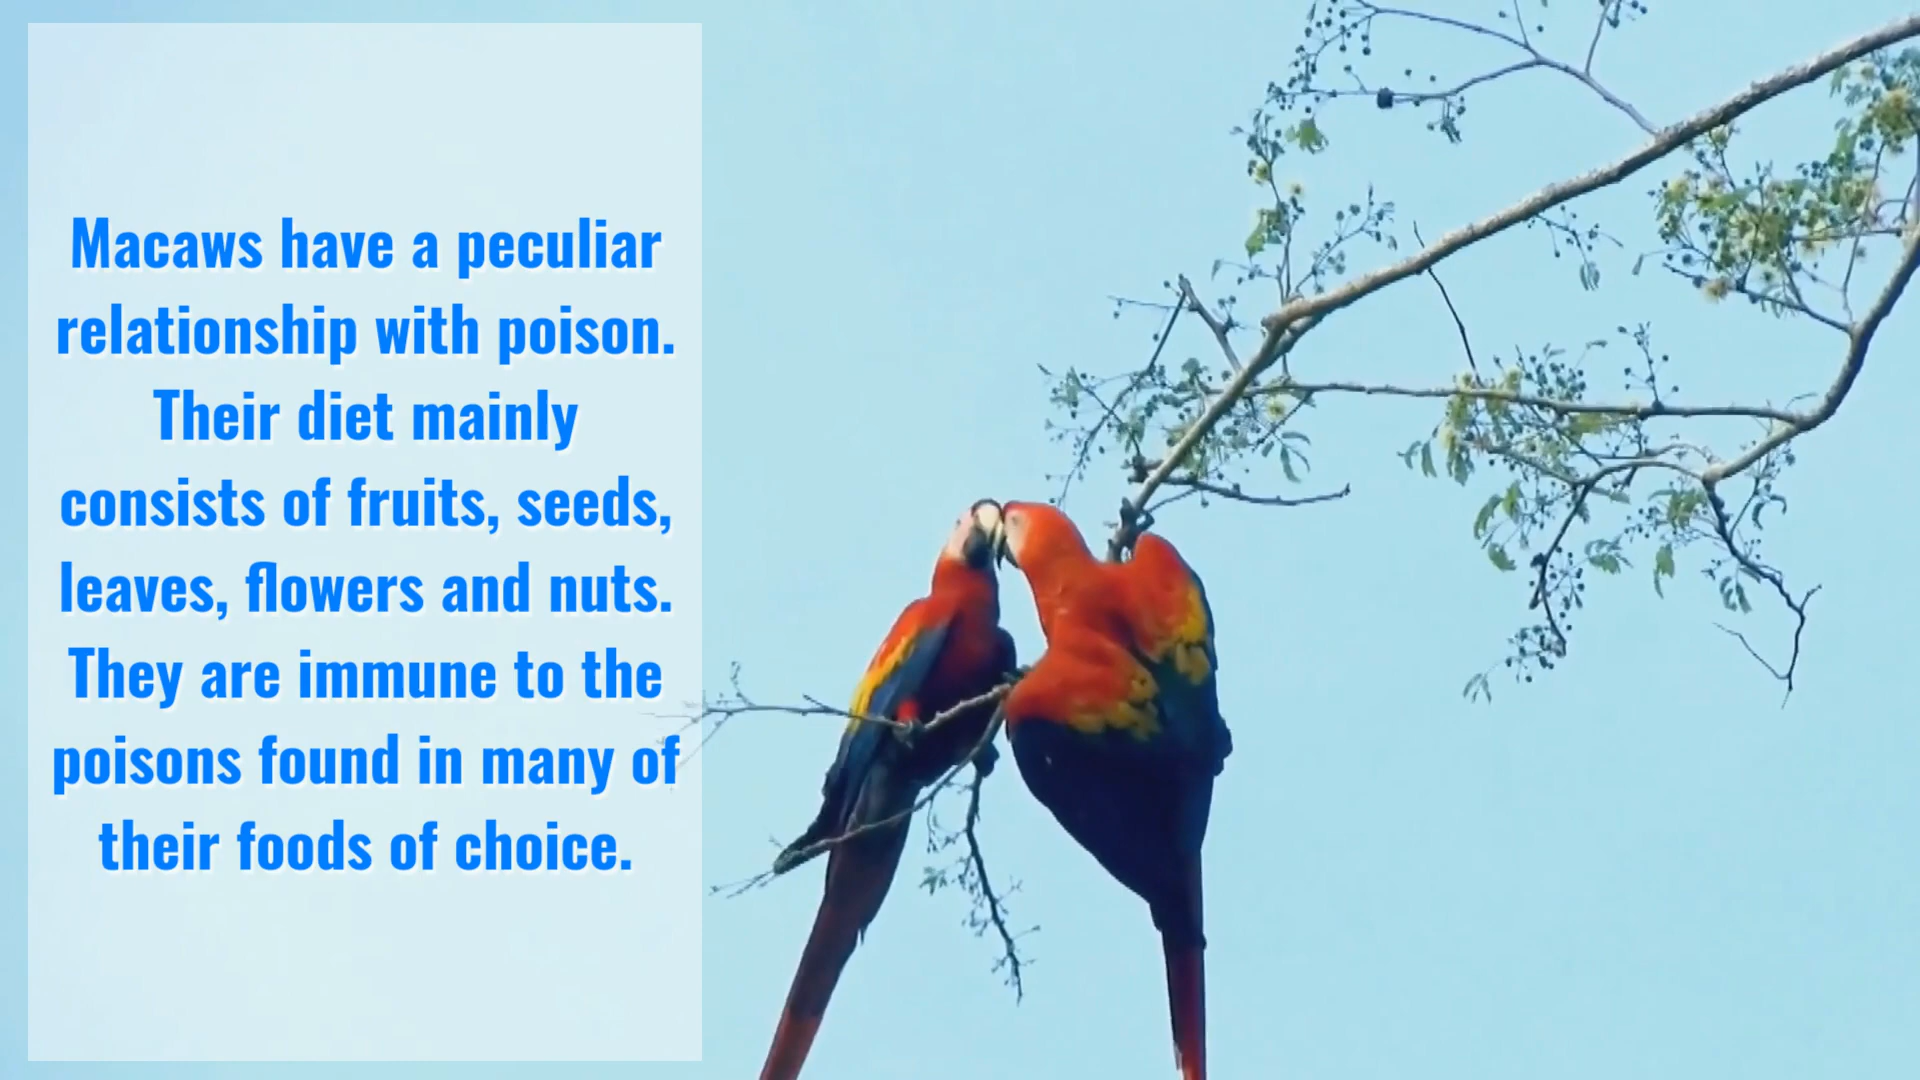 Macaws have a peculiar
relationship with poison.
Their diet mainly
consists of fruits, seeds,
leaves, flowers and nuts.
They are immune to the
poisons found in many of
their foods of choice.